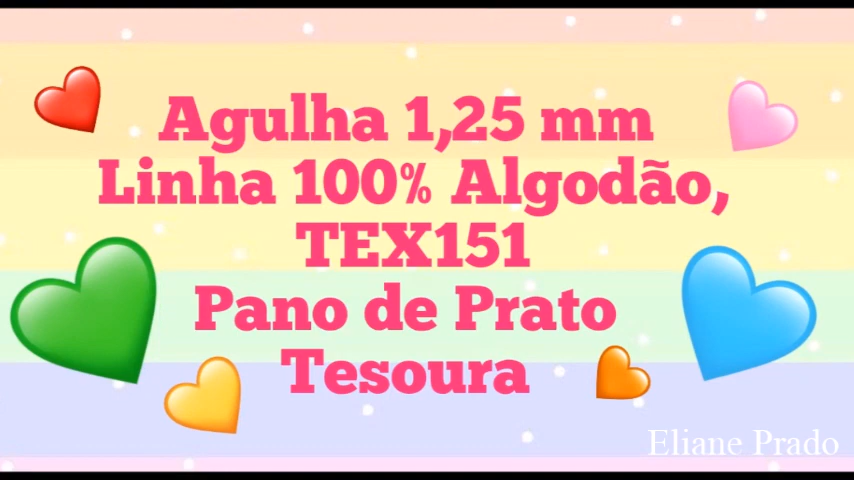 Agulha 1,25 mm
Linha 100% Algodão,
TEX151
Pano de Prato
Tesoura
Eliane Prado